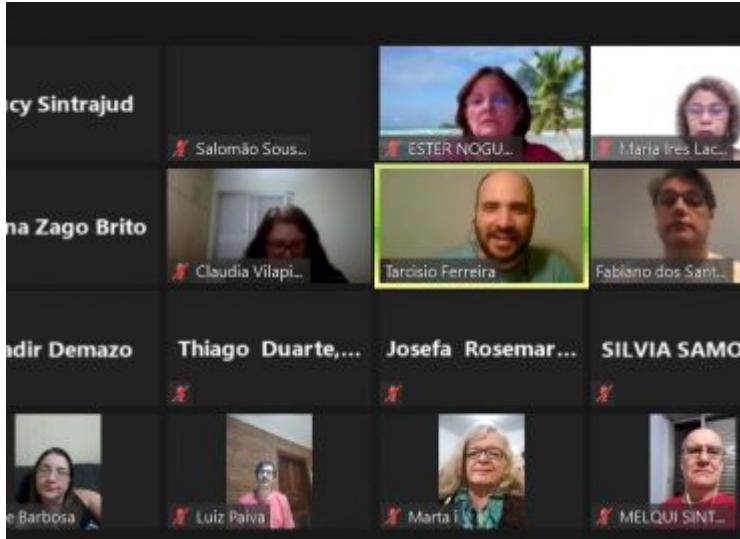 cy Sintrajud
Salomão Sous...
ESTER NOGU...
Maria Ires Lac...
na Zago Brito
Claudia Vilapi...
Tarcisio Ferreira
Fabiano dos Sant...
adir Demazo
Thiago Duarte,...
Josefa Rosemar...
SILVIA SAMO
e Barbosa
Luiz Paiva
Marta i
MELQUI SINT...